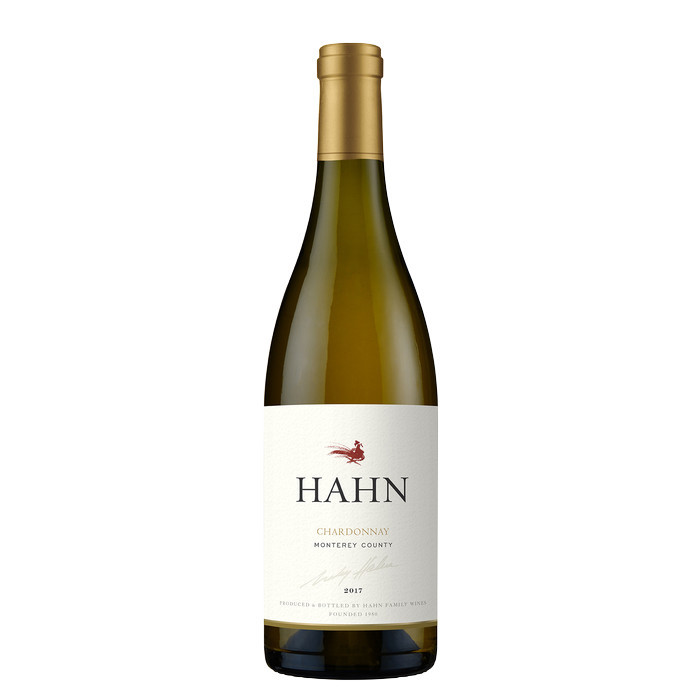 HAHN
CHARDONNAY
MONTEREY COUNTY
2017
PRODUCED & BOTTLED BY HAHN FAMILY WINES
FOUNDED 1980